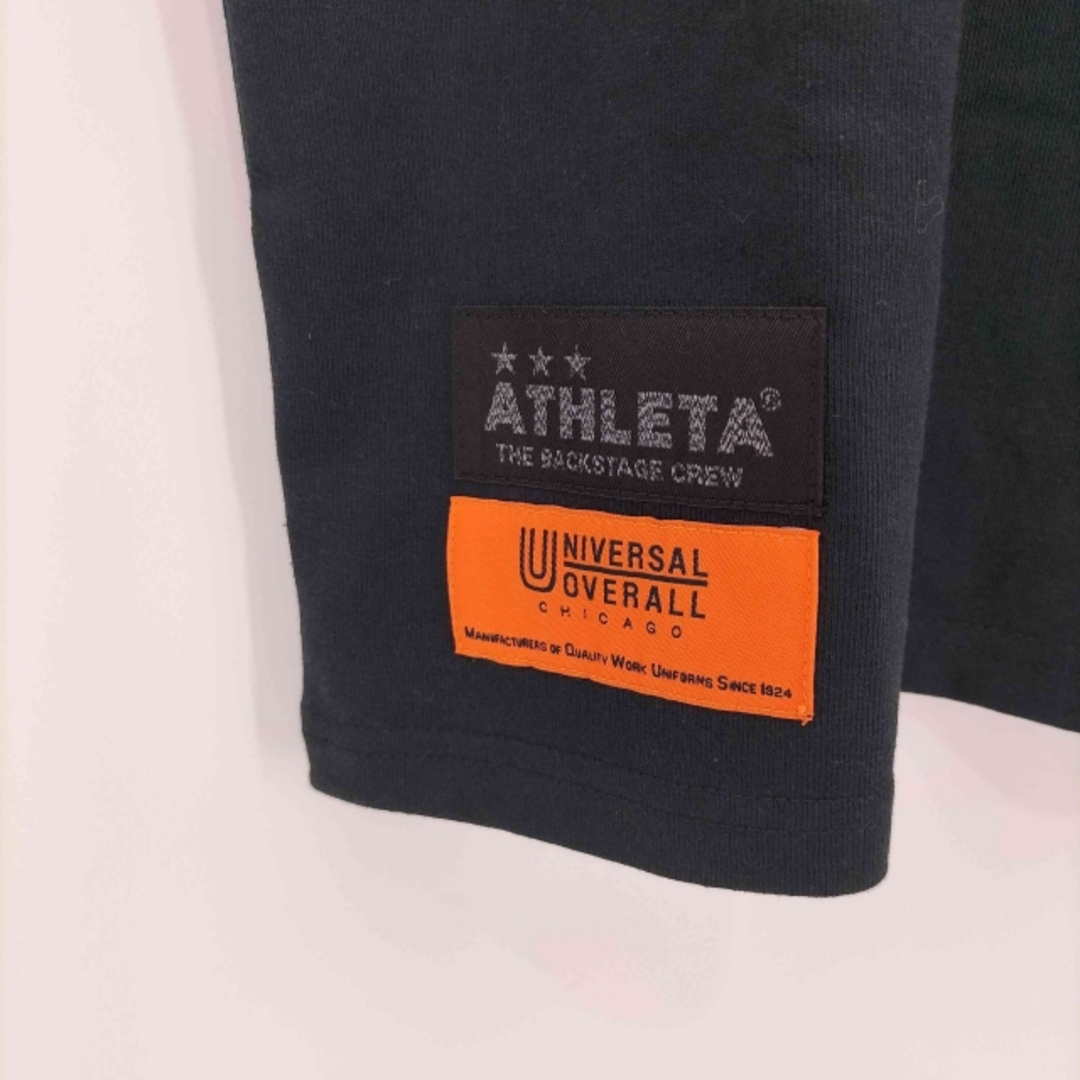 ATHLETA®
THE BACKSTAGE CREW
UNIVERSAL
OVERALL
CHICAGO
MANUFACTURERS OF QUALITY WORK UNIFORMS SINCE 1924